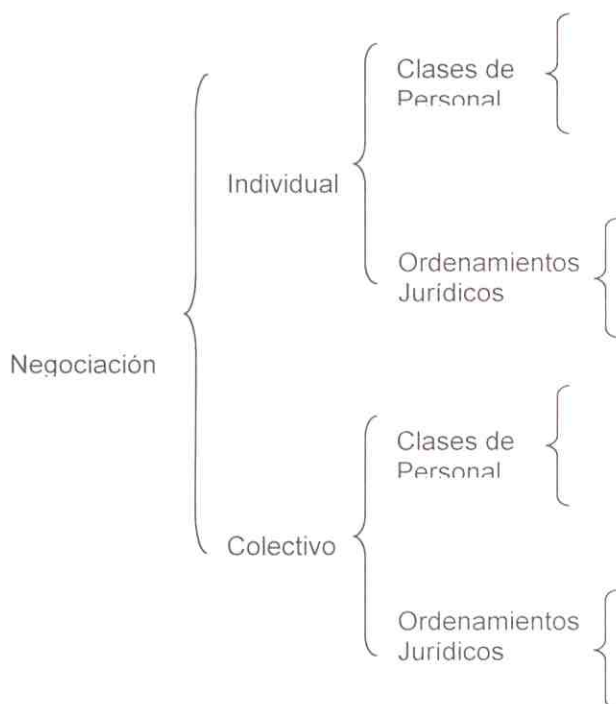 Clases de
Personal
Individual
Ordenamientos
Jurídicos
Negociación
Clases de
Personal
Colectivo
Ordenamientos
Jurídicos